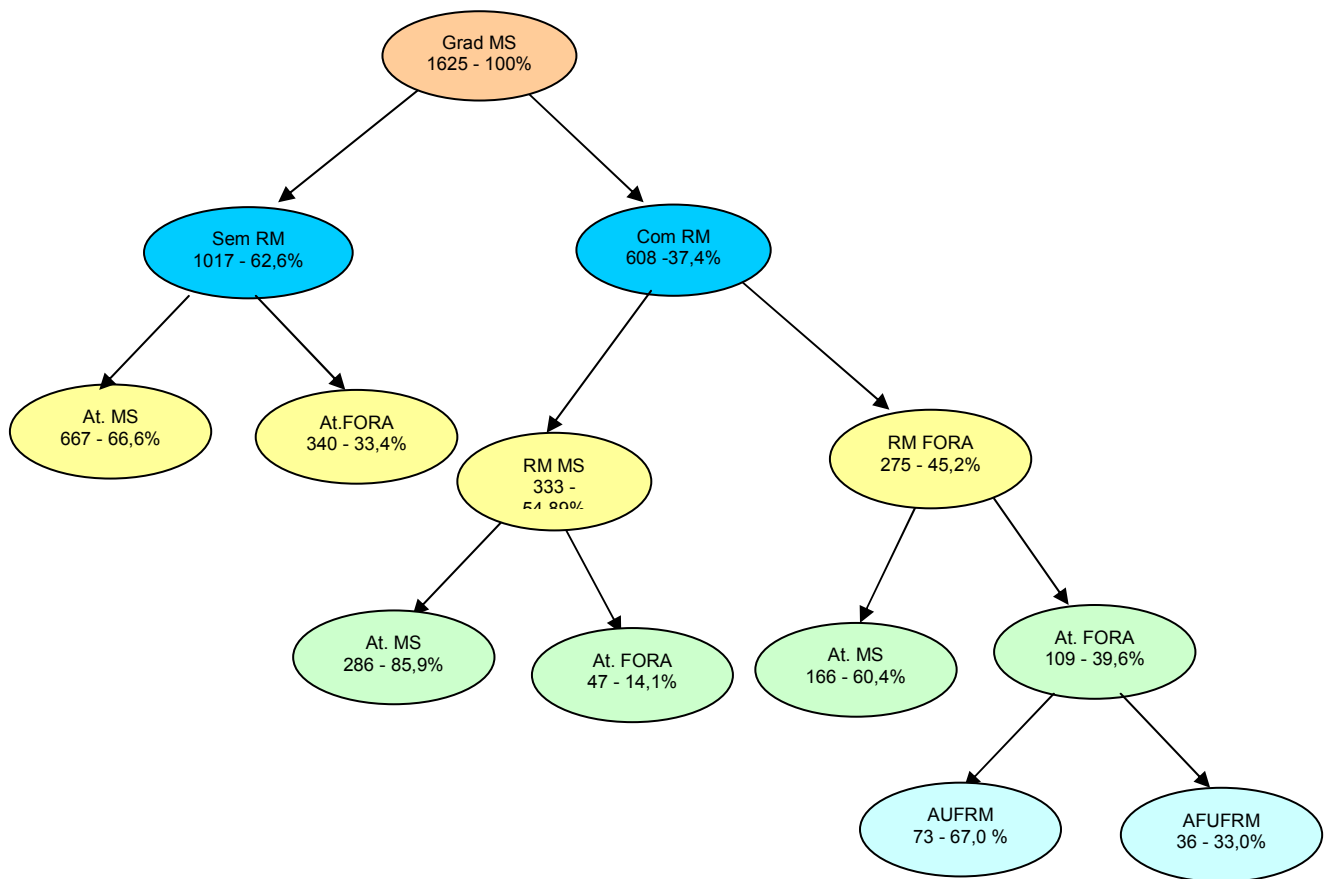 Grad MS
1625 - 100%
Sem RM
1017 - 62,6%
Com RM
608 -37,4%
At. MS
667 - 66,6%
At.FORA
340 - 33,4%
RM MS
333 -
54,89%
RM FORA
275 - 45,2%
At. MS
286 - 85,9%
At. FORA
47 - 14,1%
At. MS
166 - 60,4%
At. FORA
109 - 39,6%
AUFRM
73 - 67,0 %
AFUFRM
36 - 33,0%